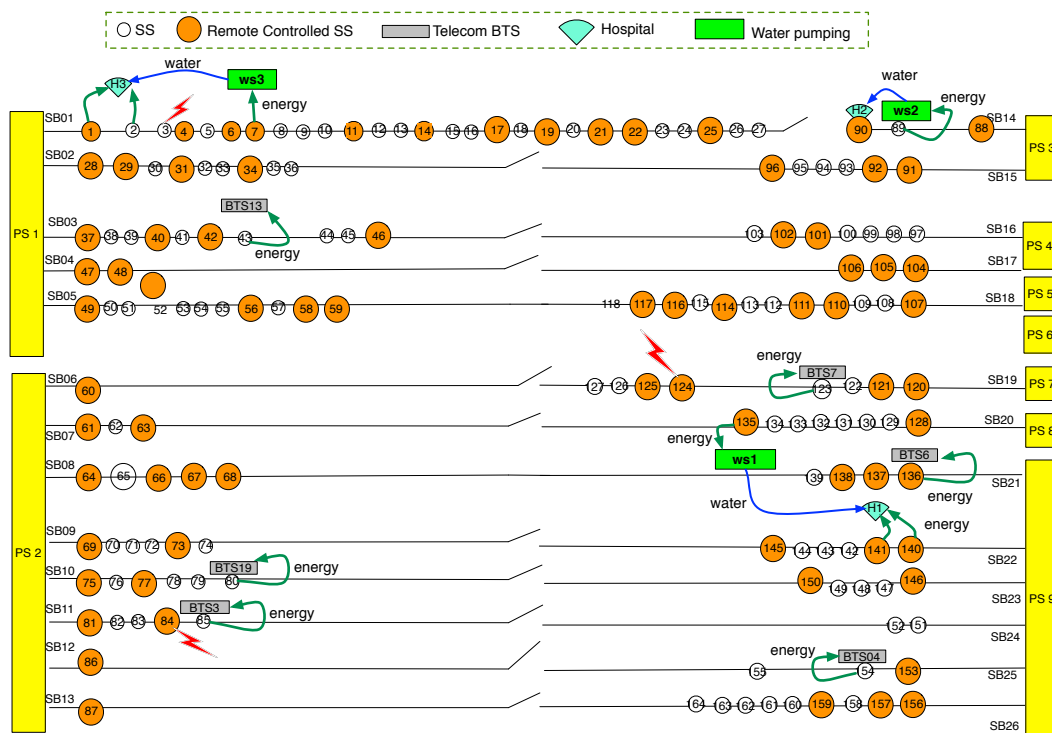 SS Remote Controlled SS Telecom BTS Hospital Water pumping
water water
H3 ws3 energy H2 ws2 energy
SB01 1 2 3 4 5 6 7 8 9 10 11 12 13 14 15 16 17 18 19 20 21 22 23 24 25 26 27 90 89 88 SB14
PS 3
SB02 28 29 30 31 32 33 34 35 36 96 95 94 93 92 91 SB15
BTS13
SB03 37 38 39 40 41 42 43 44 45 46 103 102 101 100 99 98 97 SB16
energy
PS 1 PS 4
SB04 47 48 106 105 104 SB17
SB05 49 50 51 52 53 54 55 56 57 58 59 118 117 116 115 114 113 112 111 110 109 108 107 SB18
PS 5
PS 6
energy
BTS7
SB06 60 127 126 125 124 123 122 121 120 SB19
PS 7
SB07 61 62 63 135 134 133 132 131 130 129 128 SB20
PS 8
energy
ws1 BTS6
SB08 64 65 66 67 68 139 138 137 136 SB21
energy
water H1 energy
SB09 69 70 71 72 73 74 145 144 143 142 141 140 SB22
PS 2 PS 9
BTS19 energy
SB10 75 76 77 78 79 80 150 149 148 147 146 SB23
BTS3
SB11 81 82 83 84 85 energy 152 151 SB24
SB12 86 energy BTS04 55 54 153 SB25
SB13 87 164 163 162 161 160 159 158 157 156 SB26